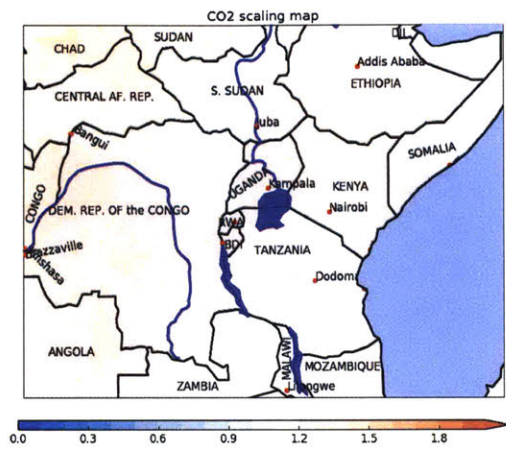 CO2 scaling map
SUDAN
DJI.
CHAD
Addis Ababa
ETHIOPIA
CENTRAL AF. REP.
S. SUDAN
Juba
Bangui
SOMALIA
UGANDA
Kampala
KENYA
CONGO
DEM. REP. OF the CONGO
Nairobi
RWA.
BDI
TANZANIA
Brazzaville
Kinshasa
Dodoma
ANGOLA
MALAWI
MOZAMBIQUE
ZAMBIA
Lilongwe
0.0 0.3 0.6 0.9 1.2 1.5 1.8